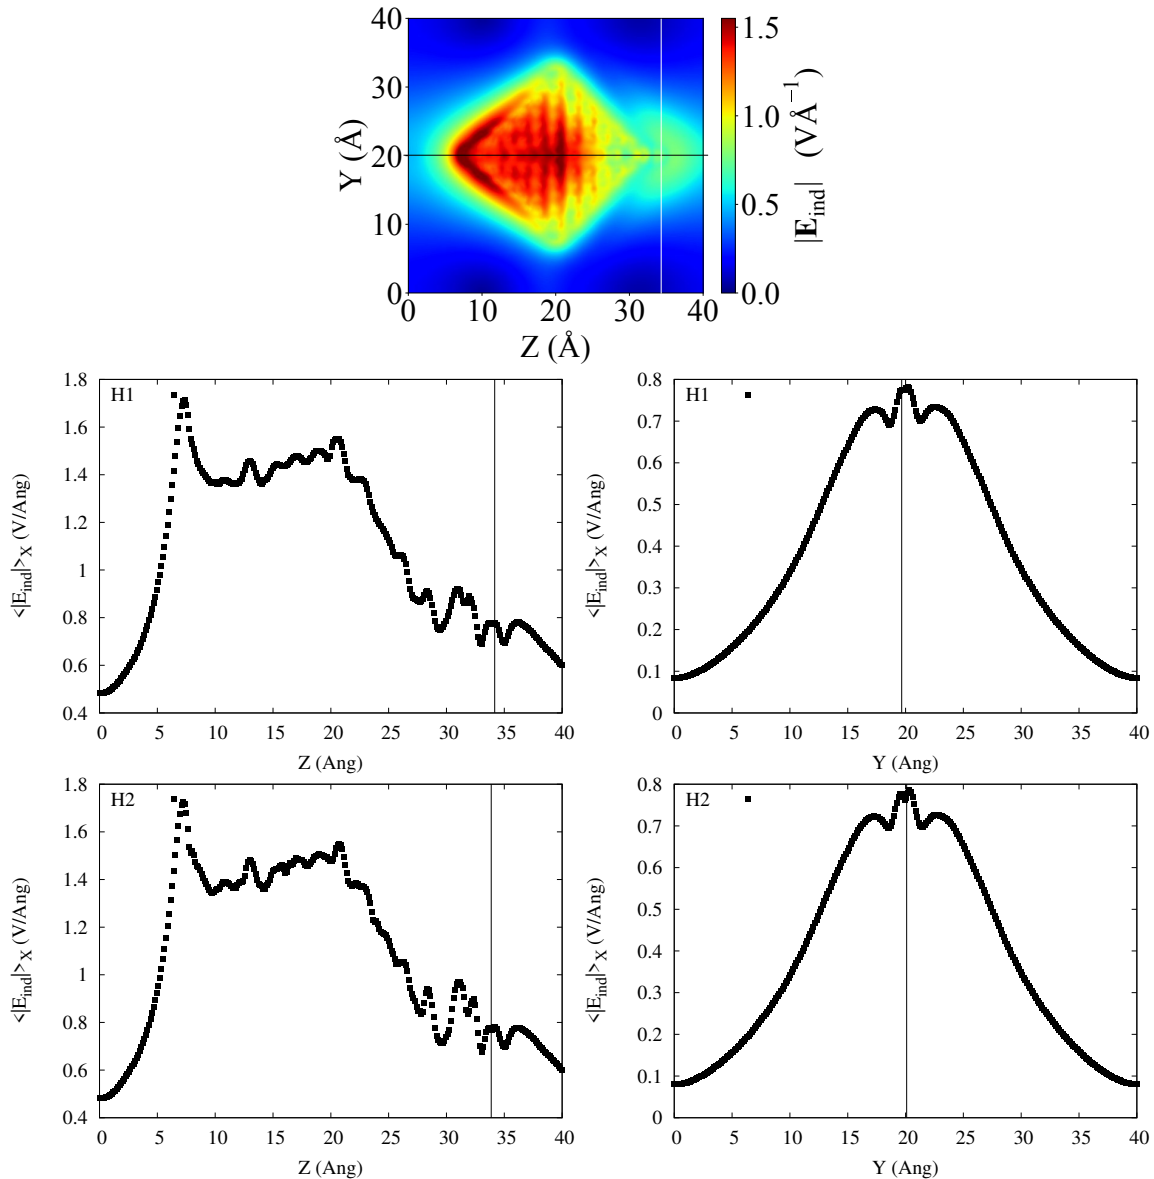 40
30
20
10
0
Y (Å)
0 10 20 30 40
Z (Å)
1.5
1.0
0.5
0.0
|E_ind| (VÅ⁻¹)
H1
1.8
1.6
1.4
1.2
1
0.8
0.6
0.4
<|E_ind|>_X (V/Ang)
0 5 10 15 20 25 30 35 40
Z (Ang)
H1
0.8
0.7
0.6
0.5
0.4
0.3
0.2
0.1
0
<|E_ind|>_X (V/Ang)
0 5 10 15 20 25 30 35 40
Y (Ang)
H2
1.8
1.6
1.4
1.2
1
0.8
0.6
0.4
<|E_ind|>_X (V/Ang)
0 5 10 15 20 25 30 35 40
Z (Ang)
H2
0.8
0.7
0.6
0.5
0.4
0.3
0.2
0.1
0
<|E_ind|>_X (V/Ang)
0 5 10 15 20 25 30 35 40
Y (Ang)